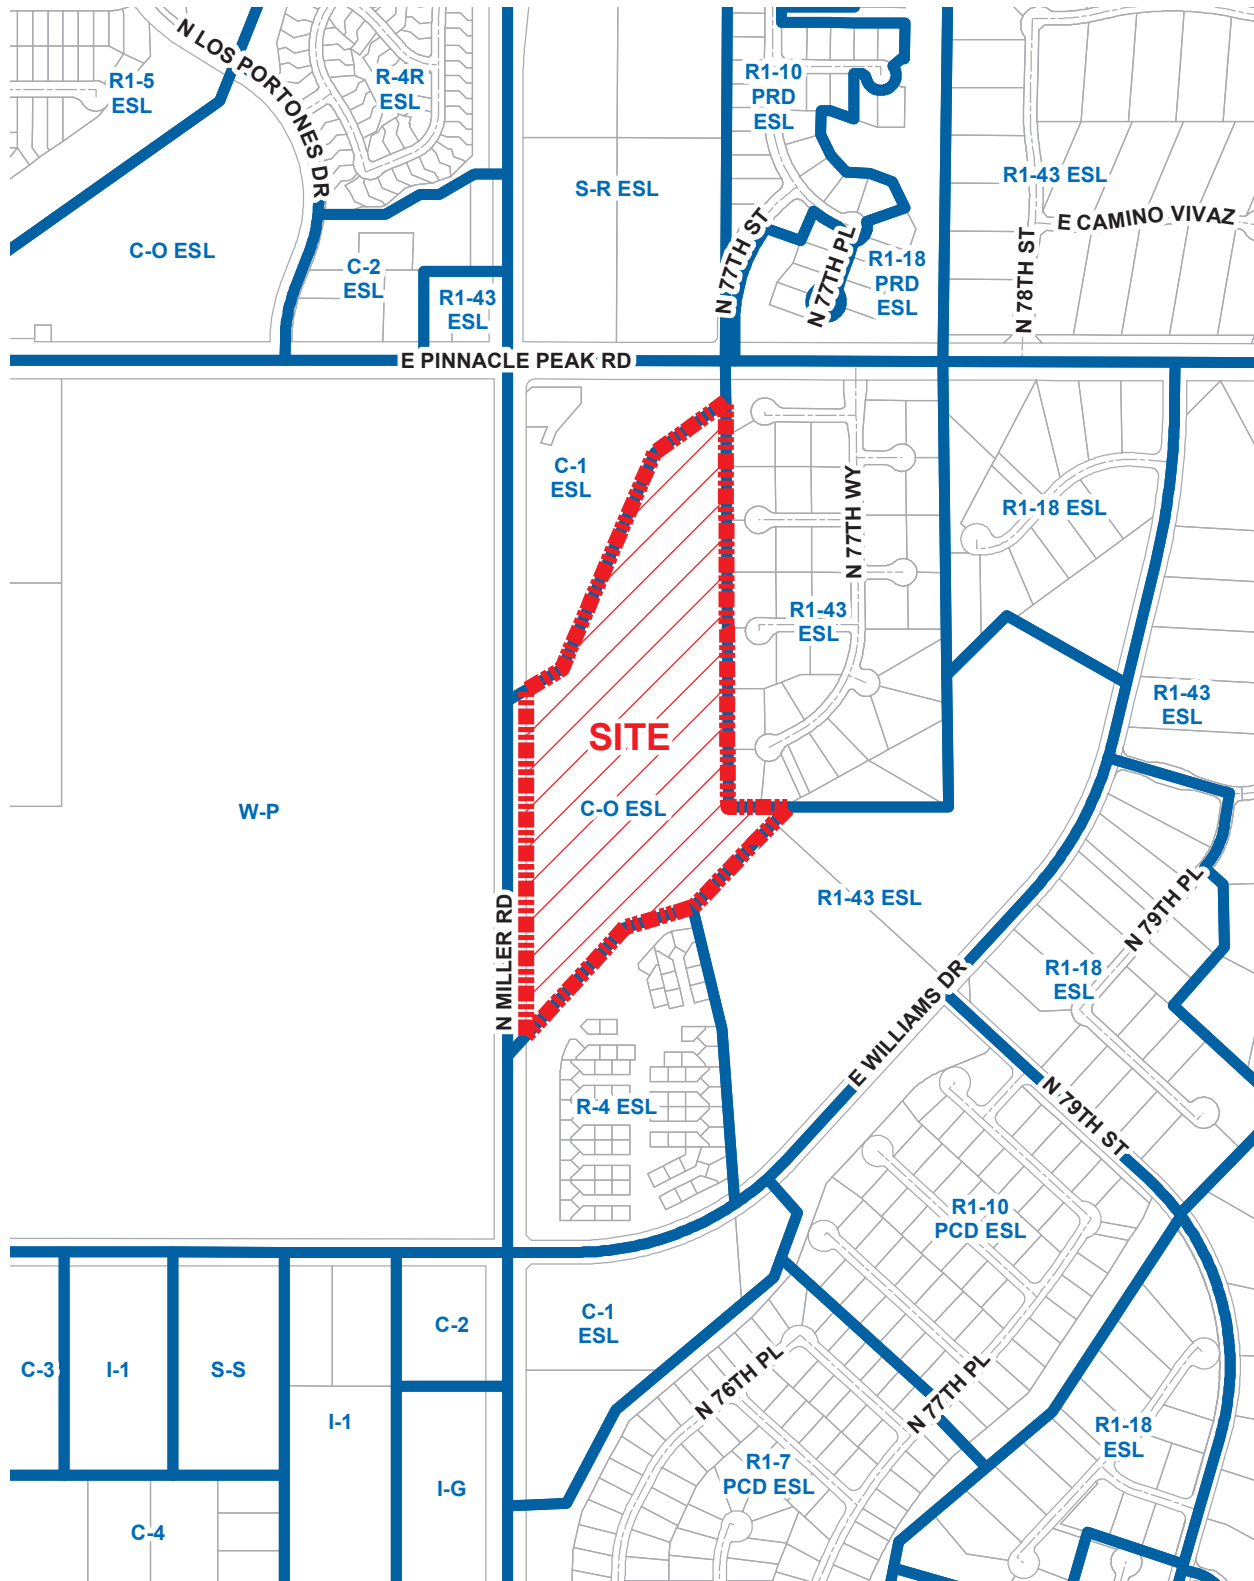 N LOS PORTONES DR
R1-5
ESL
R-4R
ESL
R1-10
PRD
ESL
S-R ESL
R1-43 ESL
E CAMINO VIVAZ
C-O ESL
C-2
ESL
R1-43
ESL
N 77TH ST
N 77TH PL
R1-18
PRD
ESL
N 78TH ST
E PINNACLE PEAK RD
C-1
ESL
N 77TH WY
R1-18 ESL
R1-43
ESL
R1-43
ESL
SITE
C-O ESL
W-P
R1-43 ESL
N MILLER RD
N 79TH PL
R1-18
ESL
E WILLIAMS DR
R-4 ESL
N 79TH ST
R1-10
PCD ESL
C-1
ESL
C-2
C-3
I-1
S-S
I-1
N 76TH PL
N 77TH PL
R1-18
ESL
R1-7
PCD ESL
I-G
C-4